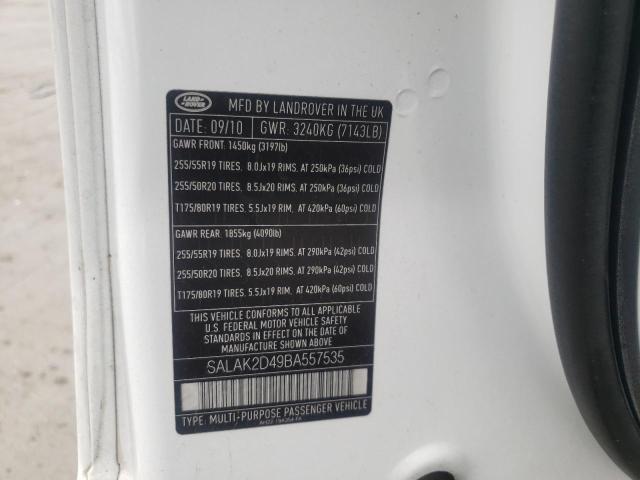 LAND ROVER
MFD BY LANDROVER IN THE UK
DATE: 09/10 GWR: 3240KG (7143LB)
GAWR FRONT: 1450kg (3197lb)
255/55R19 TIRES, 8.0Jx19 RIMS, AT 250kPa (36psi) COLD
255/50R20 TIRES, 8.5Jx20 RIMS, AT 250kPa (36psi) COLD
T175/80R19 TIRES, 5.5Jx19 RIM, AT 420kPa (60psi) COLD
GAWR REAR: 1855kg (4090lb)
255/55R19 TIRES, 8.0Jx19 RIMS, AT 290kPa (42psi) COLD
255/50R20 TIRES, 8.5Jx20 RIMS, AT 290kPa (42psi) COLD
T175/80R19 TIRES, 5.5Jx19 RIM, AT 420kPa (60psi) COLD
THIS VEHICLE CONFORMS TO ALL APPLICABLE
U.S. FEDERAL MOTOR VEHICLE SAFETY
STANDARDS IN EFFECT ON THE DATE OF
MANUFACTURE SHOWN ABOVE
SALAK2D49BA557535
TYPE: MULTI-PURPOSE PASSENGER VEHICLE